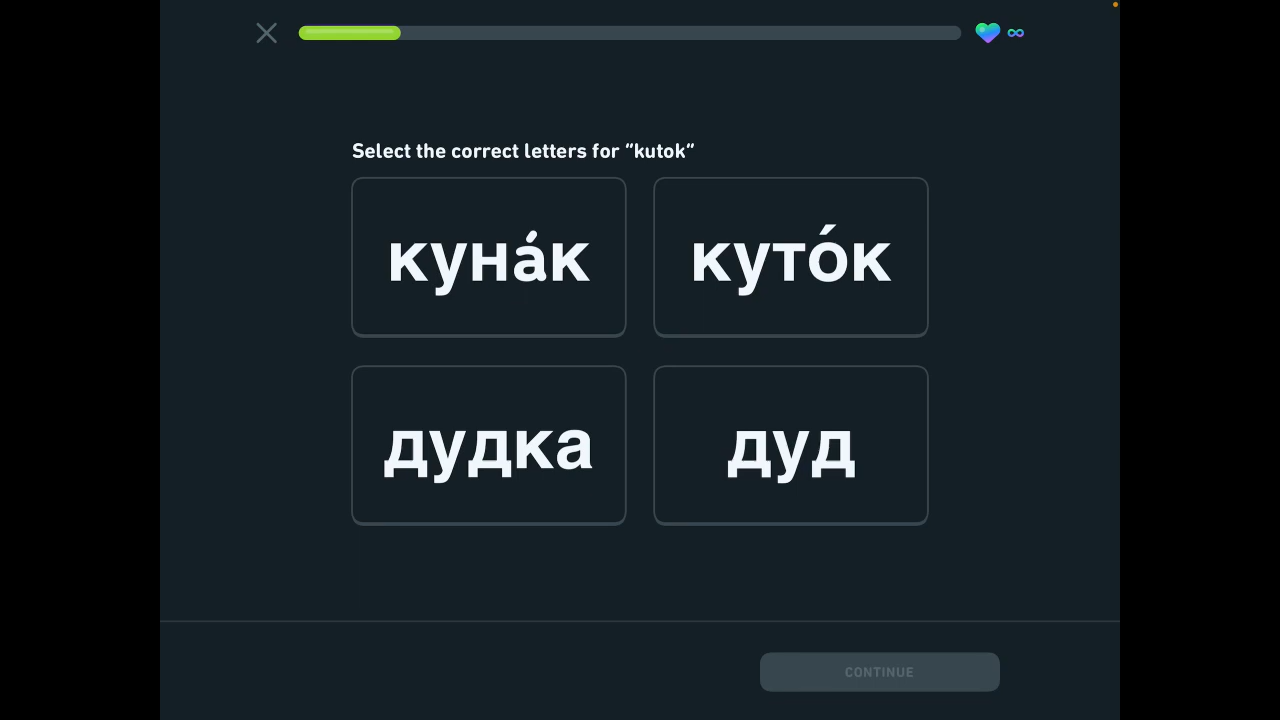 Select the correct letters for “kutok“
куна́к
куто́к
дудка
дуд
CONTINUE